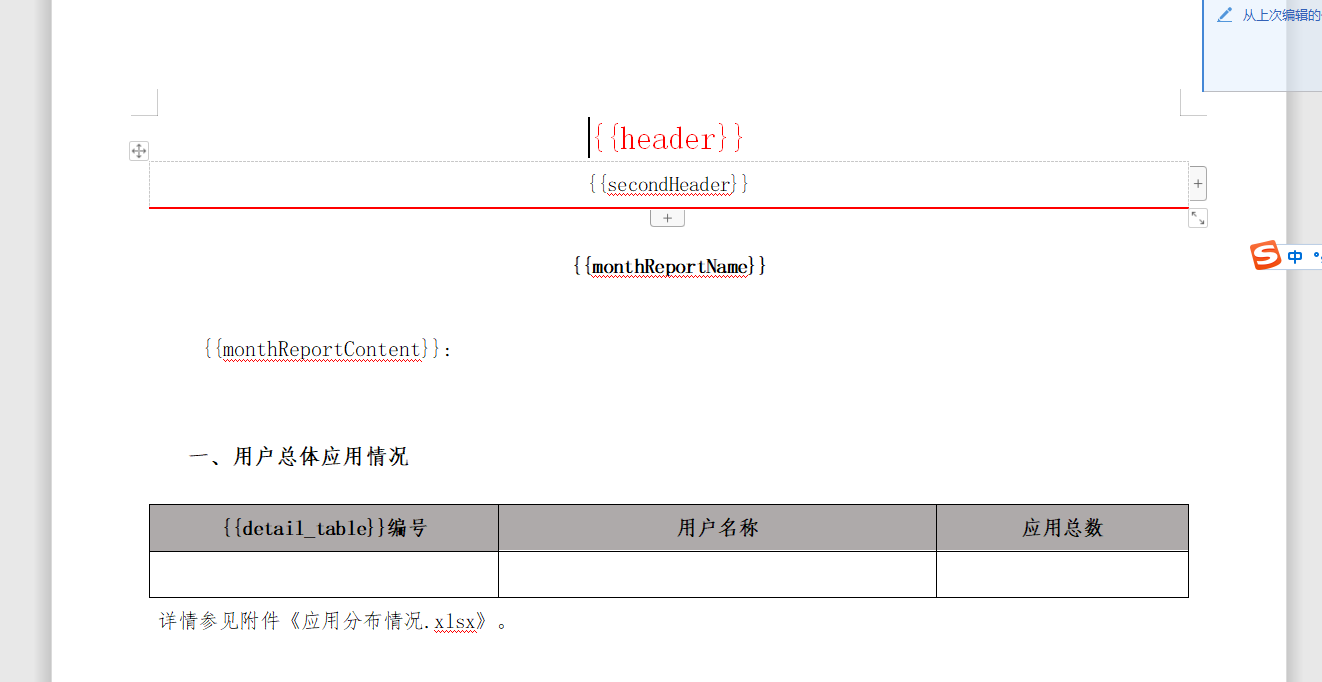 从上次编辑的
{{header}}
{{secondHeader}}
{{monthReportName}}
中
{{monthReportContent}}:
一、用户总体应用情况
{{detail_table}}编号 用户名称 应用总数
详情参见附件《应用分布情况.xlsx》。